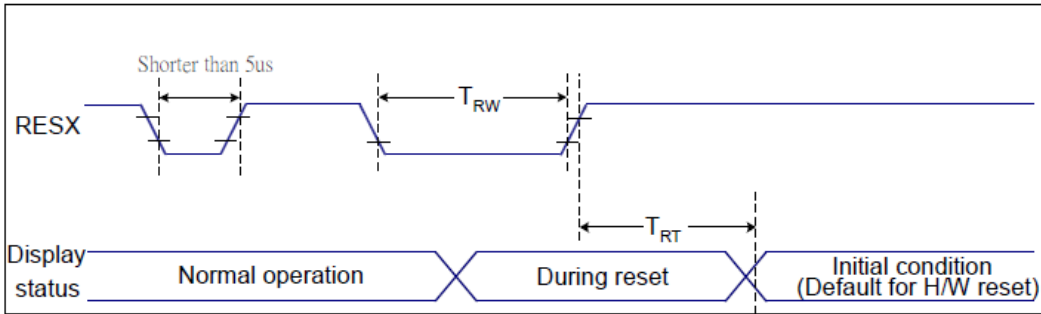 Shorter than 5us
RESX
TRW
TRT
Display
status
Normal operation
During reset
Initial condition
(Default for H/W reset)